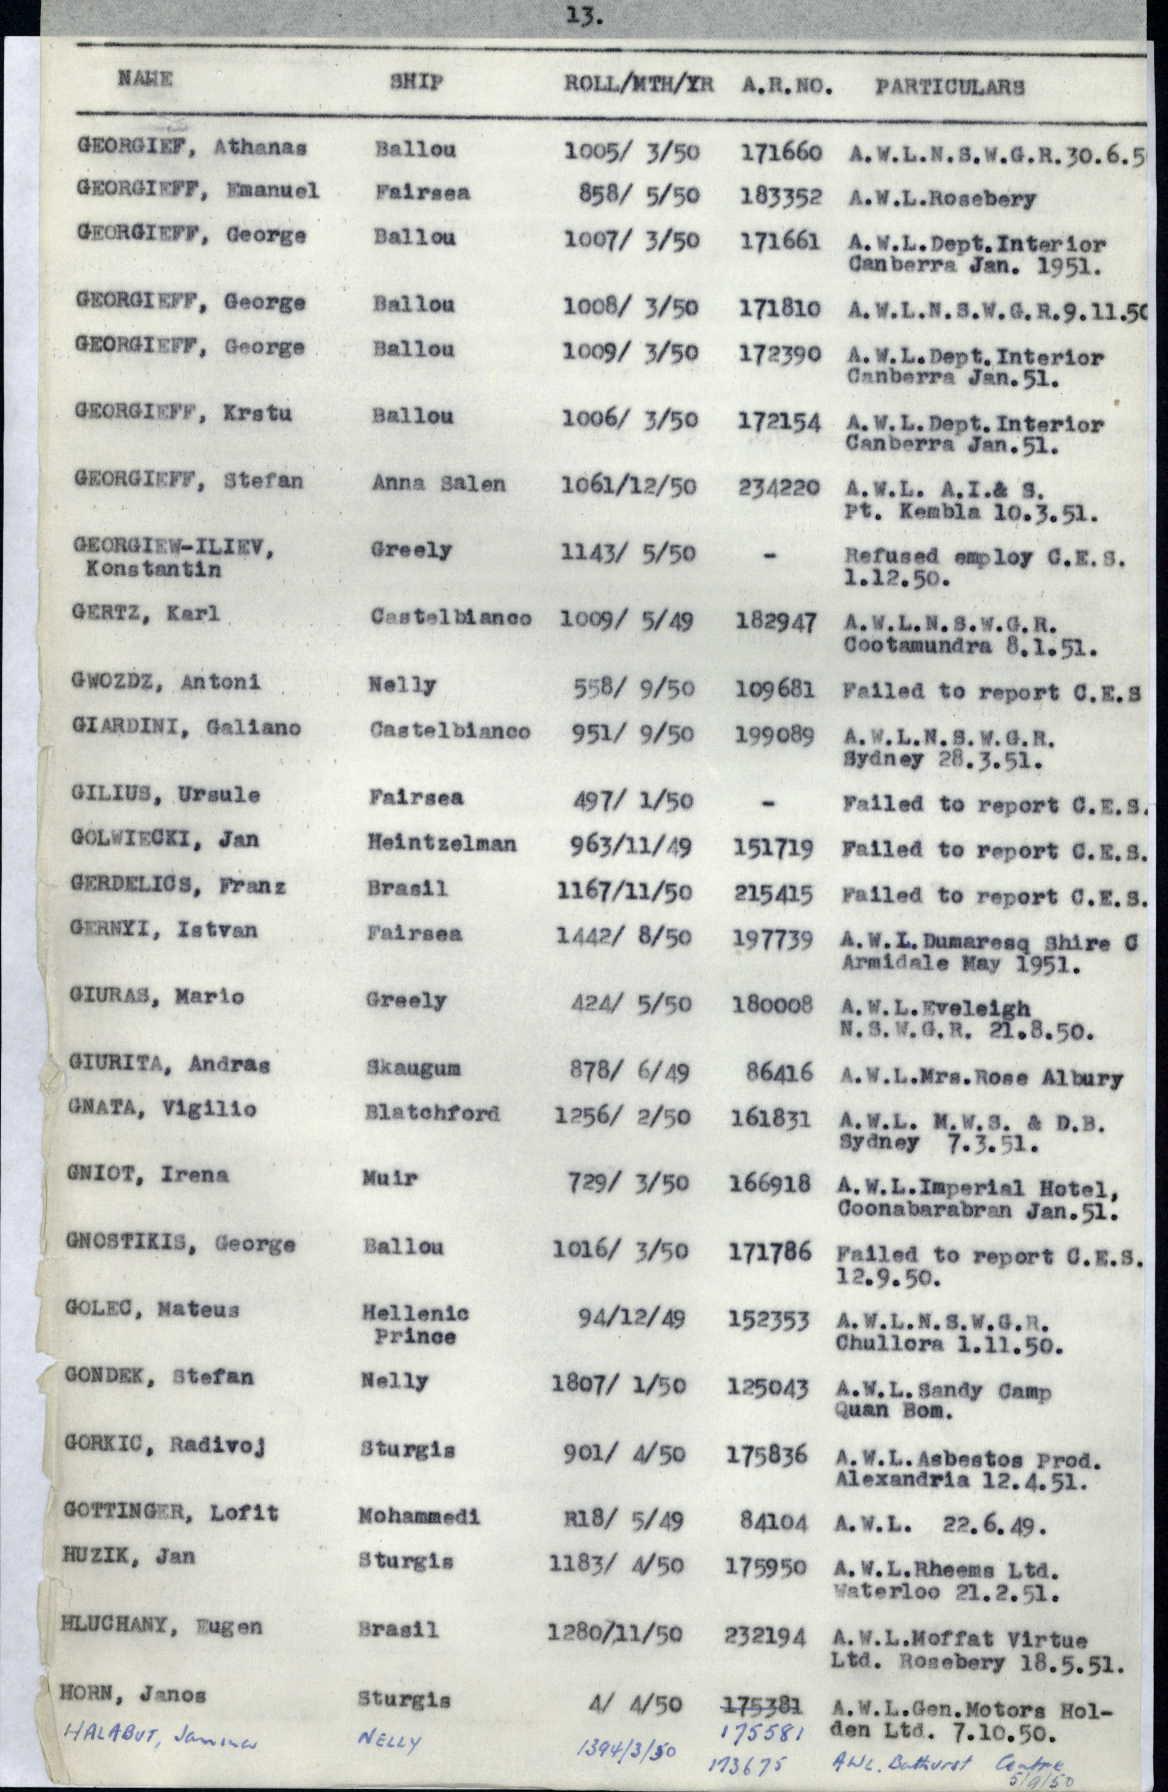 13.
NAME SHIP ROLL/MTH/YR A.R.NO. PARTICULARS
GEORGIEF, Athanas Ballou 1005/ 3/50 171660 A.W.L.N.S.W.G.R.30.6.5
GEORGIEFF, Emanuel Fairsea 858/ 5/50 183352 A.W.L.Rosebery
GEORGIEFF, George Ballou 1007/ 3/50 171661 A.W.L.Dept.Interior
Canberra Jan. 1951.
GEORGIEFF, George Ballou 1008/ 3/50 171810 A.W.L.N.S.W.G.R.9.11.50
GEORGIEFF, George Ballou 1009/ 3/50 172390 A.W.L.Dept.Interior
Canberra Jan.51.
GEORGIEFF, Krstu Ballou 1006/ 3/50 172154 A.W.L.Dept.Interior
Canberra Jan.51.
GEORGIEFF, Stefan Anna Salen 1061/12/50 234220 A.W.L. A.I.& S.
Pt. Kembla 10.3.51.
GEORGIEW-ILIEV, Greely 1143/ 5/50 - Refused employ C.E.S.
Konstantin 1.12.50.
GERTZ, Karl Castelbianco 1009/ 5/49 182947 A.W.L.N.S.W.G.R.
Cootamundra 8.1.51.
GWOZDZ, Antoni Nelly 558/ 9/50 109681 Failed to report C.E.S
GIARDINI, Galiano Castelbianco 951/ 9/50 199089 A.W.L.N.S.W.G.R.
Sydney 28.3.51.
GILIUS, Ursule Fairsea 497/ 1/50 - Failed to report C.E.S.
GOLWIECKI, Jan Heintzelman 963/11/49 151719 Failed to report C.E.S.
GERDELICS, Franz Brasil 1167/11/50 215415 Failed to report C.E.S.
GERNYI, Istvan Fairsea 1442/ 8/50 197739 A.W.L.Dumaresq Shire C
Armidale May 1951.
GIURAS, Mario Greely 424/ 5/50 180008 A.W.L.Eveleigh
N.S.W.G.R. 21.8.50.
GIURITA, Andras Skaugum 878/ 6/49 86416 A.W.L.Mrs.Rose Albury
GNATA, Vigilio Blatchford 1256/ 2/50 161831 A.W.L. M.W.S. & D.B.
Sydney 7.3.51.
GNIOT, Irena Muir 729/ 3/50 166918 A.W.L.Imperial Hotel,
Coonabarabran Jan.51.
GNOSTIKIS, George Ballou 1016/ 3/50 171786 Failed to report C.E.S.
12.9.50.
GOLEC, Mateus Hellenic 94/12/49 152353 A.W.L.N.S.W.G.R.
Prince Chullora 1.11.50.
GONDEK, Stefan Nelly 1807/ 1/50 125043 A.W.L.Sandy Camp
Quan Bom.
GORKIC, Radivoj Sturgis 901/ 4/50 175836 A.W.L.Asbestos Prod.
Alexandria 12.4.51.
GOTTINGER, Lofit Mohammedi R18/ 5/49 84104 A.W.L. 22.6.49.
HUZIK, Jan Sturgis 1183/ 4/50 175950 A.W.L.Rheems Ltd.
Waterloo 21.2.51.
HLUCHANY, Eugen Brasil 1280/11/50 232194 A.W.L.Moffat Virtue
Ltd. Rosebery 18.5.51.
HORN, Janos Sturgis 4/ 4/50 175381 A.W.L.Gen.Motors Hol-
175581 den Ltd. 7.10.50.
HALABUT, Janina NELLY 1394/3/50 173675 AWL. Bathurst Centre
5/9/50